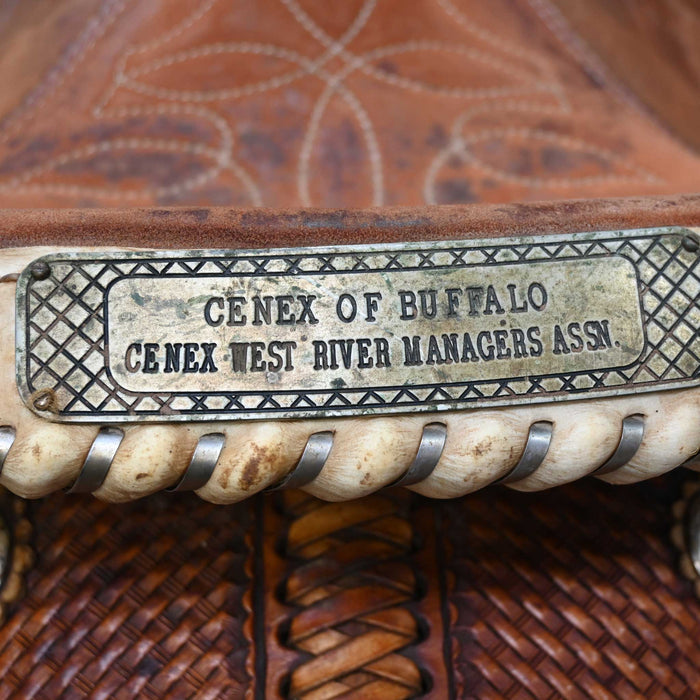 CENEX OF BUFFALO
CENEX WEST RIVER MANAGERS ASSN.